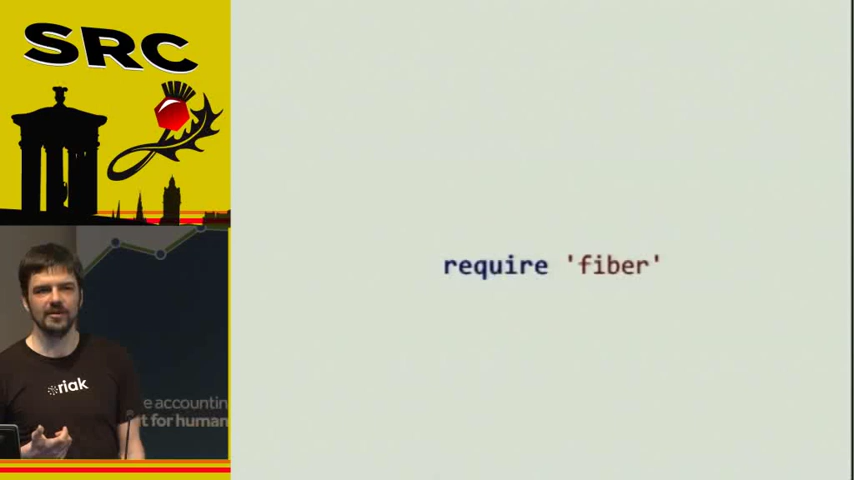 SRC
require 'fiber'
riak
e accountin
t for human